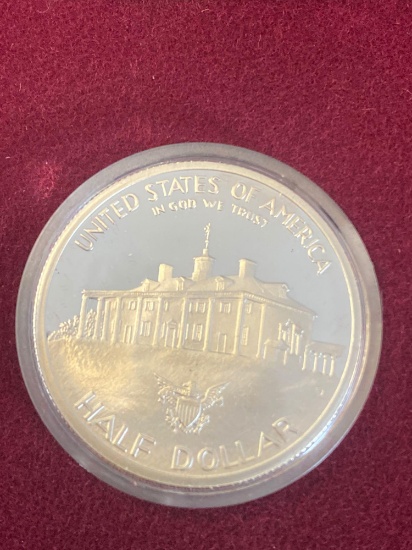 UNITED STATES OF AMERICA
IN GOD WE TRUST
HALF DOLLAR